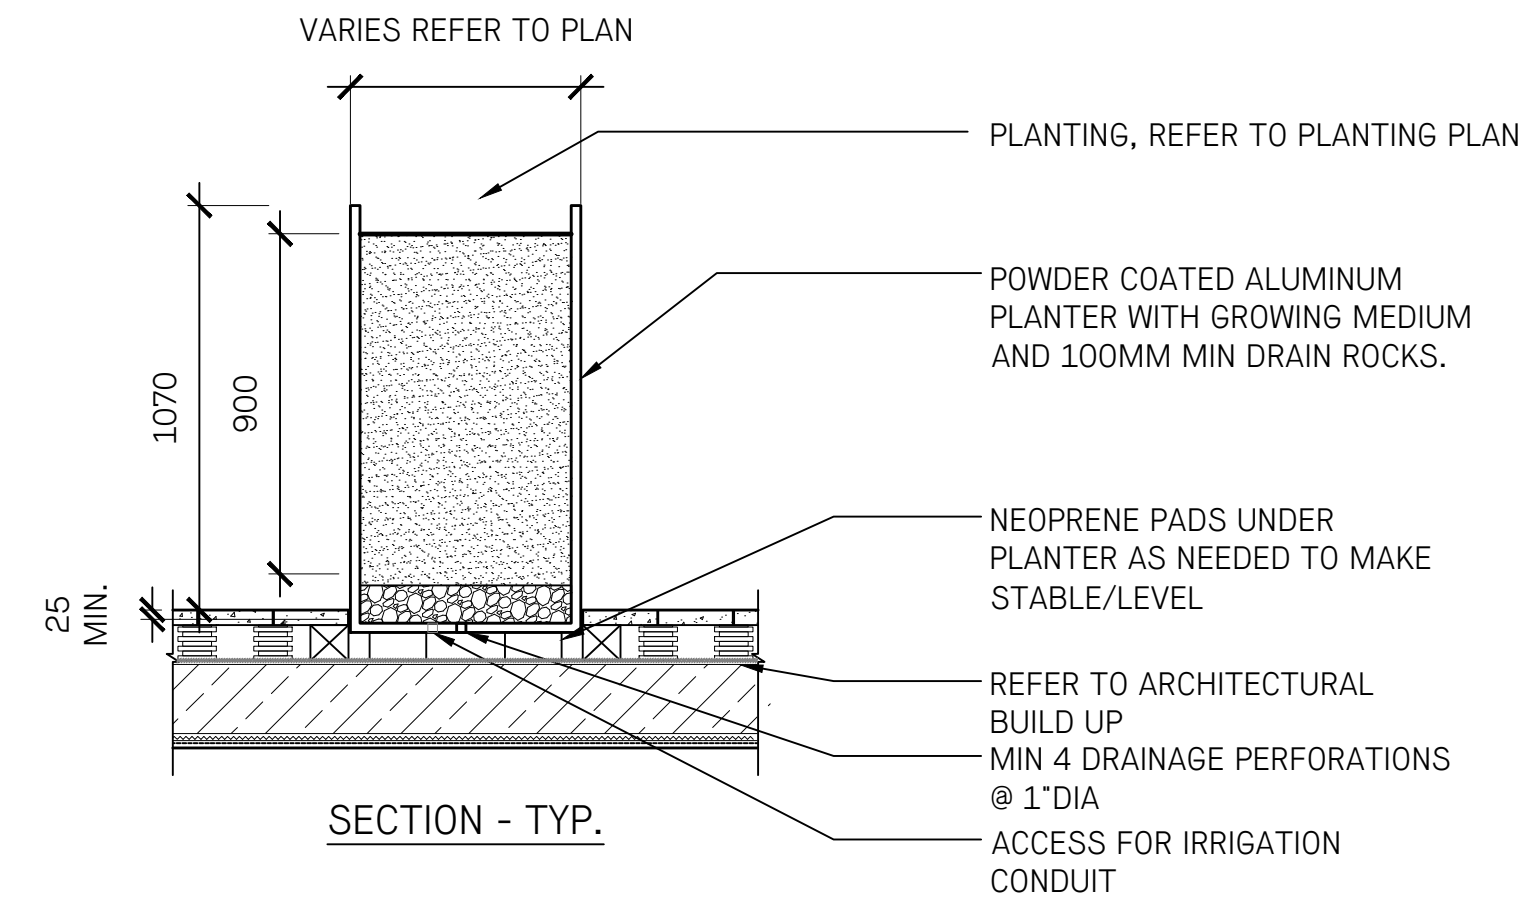 VARIES REFER TO PLAN
PLANTING, REFER TO PLANTING PLAN
POWDER COATED ALUMINUM
PLANTER WITH GROWING MEDIUM
AND 100MM MIN DRAIN ROCKS.
1070
900
NEOPRENE PADS UNDER
PLANTER AS NEEDED TO MAKE
STABLE/LEVEL
25
MIN.
REFER TO ARCHITECTURAL
BUILD UP
MIN 4 DRAINAGE PERFORATIONS
@ 1"DIA
SECTION - TYP.
ACCESS FOR IRRIGATION
CONDUIT